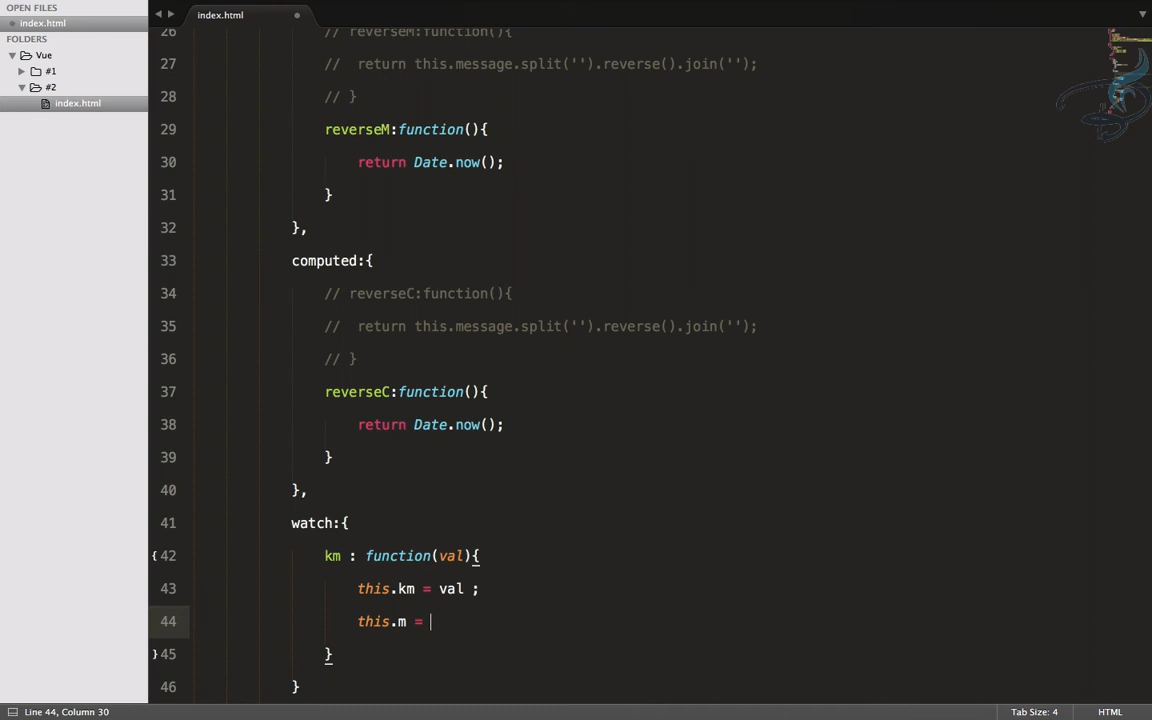 OPEN FILES
index.html
FOLDERS
Vue
#1
#2
index.html
index.html
26 // reverseM:function(){
27 //  return this.message.split('').reverse().join('');
28 // }
29 reverseM:function(){
30 return Date.now();
31 }
32 },
33 computed:{
34 // reverseC:function(){
35 //  return this.message.split('').reverse().join('');
36 // }
37 reverseC:function(){
38 return Date.now();
39 }
40 },
41 watch:{
{ 42 km : function(val){
43 this.km = val ;
44 this.m =
} 45 }
46 }
Line 44, Column 30
Tab Size: 4
HTML